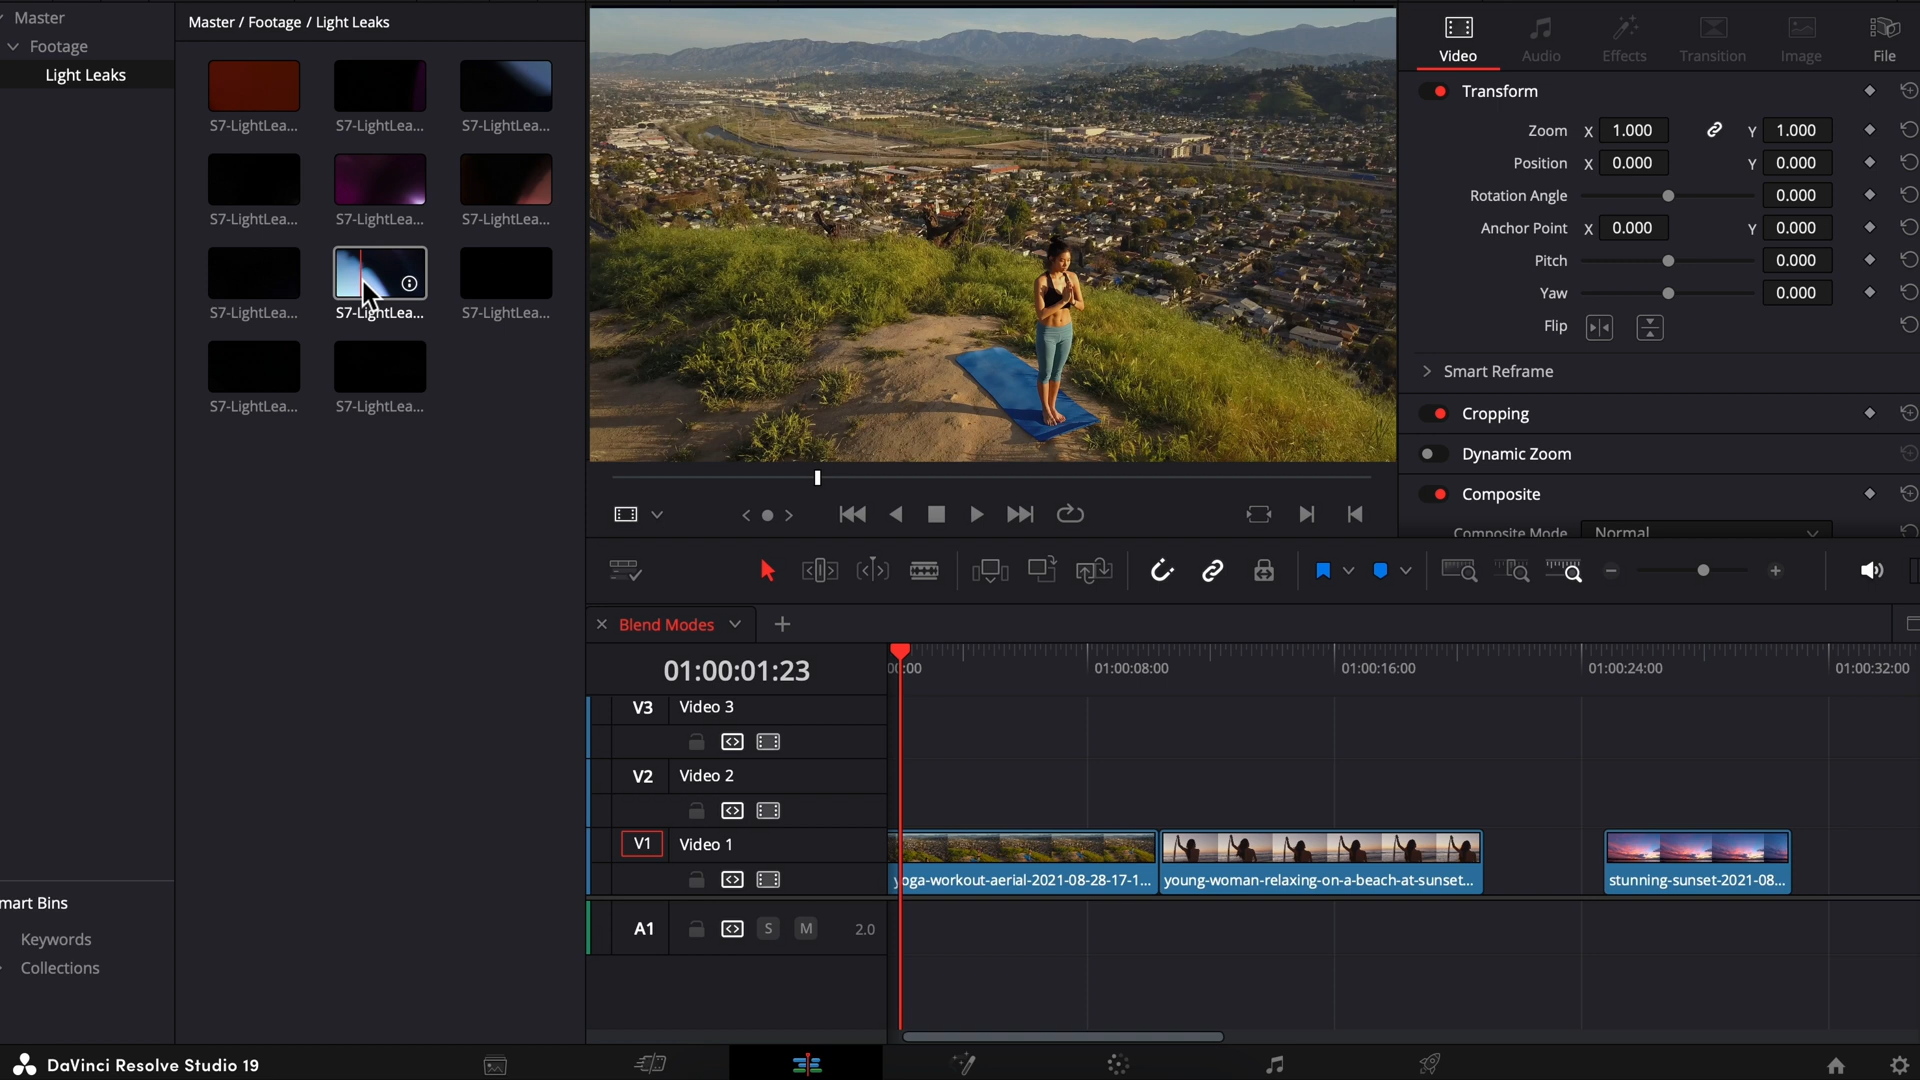 Master
Footage
Light Leaks
mart Bins
Keywords
Collections
Master / Footage / Light Leaks
S7-LightLea...
S7-LightLea...
S7-LightLea...
S7-LightLea...
S7-LightLea...
S7-LightLea...
S7-LightLea...
S7-LightLea...
S7-LightLea...
S7-LightLea...
S7-LightLea...
Video
Audio
Effects
Transition
Image
File
Transform
Zoom X 1.000 Y 1.000
Position X 0.000 Y 0.000
Rotation Angle 0.000
Anchor Point X 0.000 Y 0.000
Pitch 0.000
Yaw 0.000
Flip
Smart Reframe
Cropping
Dynamic Zoom
Composite
Composite Mode Normal
Blend Modes
01:00:01:23
00:00 01:00:08:00 01:00:16:00 01:00:24:00 01:00:32:00
V3 Video 3
V2 Video 2
V1 Video 1
yoga-workout-aerial-2021-08-28-17-1...
young-woman-relaxing-on-a-beach-at-sunset...
stunning-sunset-2021-08...
A1 S M 2.0
DaVinci Resolve Studio 19